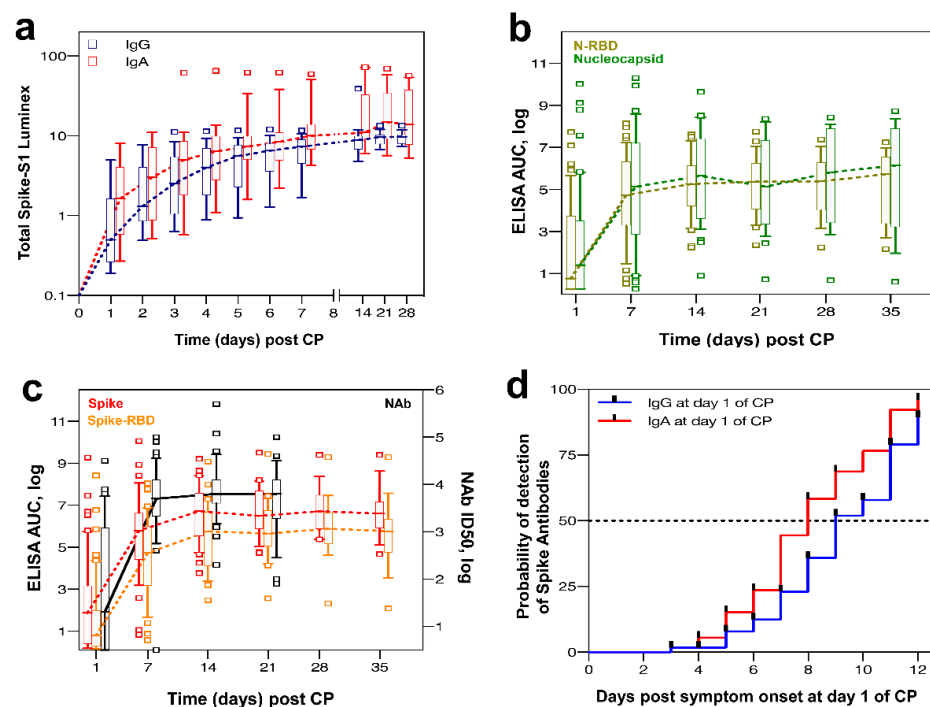 a
IgG
IgA
Total Spike-S1 Luminex
100
10
1
0.1
0 1 2 3 4 5 6 7 8 14 21 28
Time (days) post CP
b
N-RBD
Nucleocapsid
ELISA AUC, log
11
9
7
5
3
1
1 7 14 21 28 35
Time (days) post CP
c
Spike
Spike-RBD
NAb
ELISA AUC, log
11
9
7
5
3
1
NAb ID50, log
6
5
4
3
2
1
1 7 14 21 28 35
Time (days) post CP
d
IgG at day 1 of CP
IgA at day 1 of CP
Probability of detection
of Spike Antibodies
100
75
50
25
0
0 2 4 6 8 10 12
Days post symptom onset at day 1 of CP